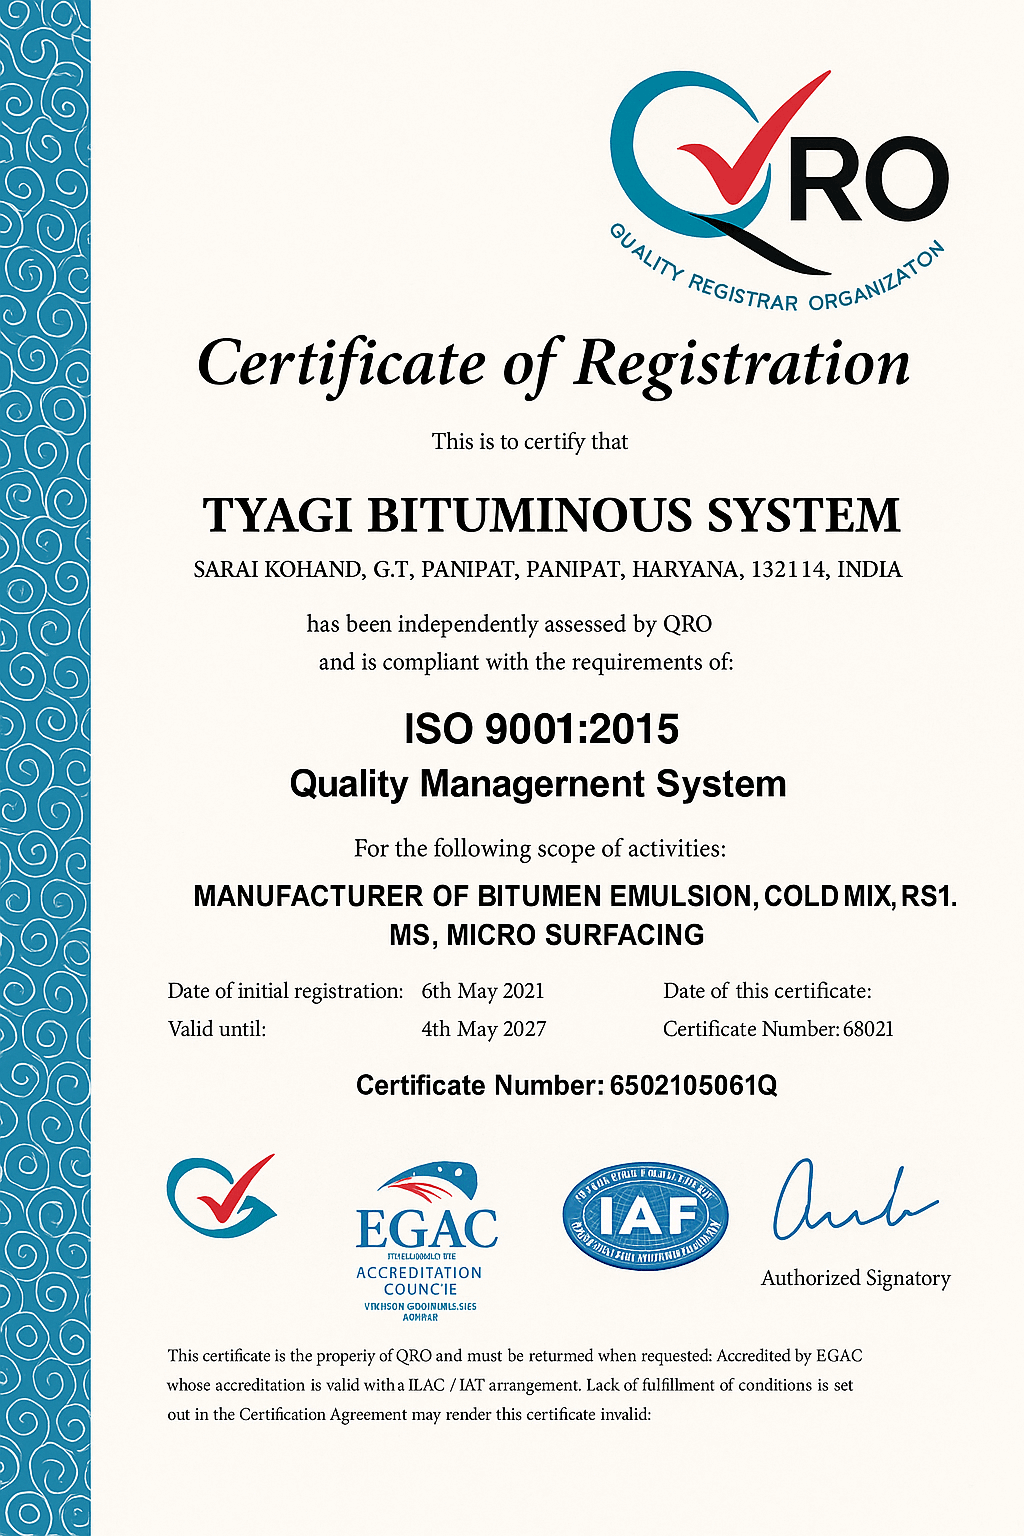 QRO
QUALITY REGISTRAR ORGANIZATON
Certificate of Registration
This is to certify that
TYAGI BITUMINOUS SYSTEM
SARAI KOHAND, G.T, PANIPAT, PANIPAT, HARYANA, 132114, INDIA
has been independently assessed by QRO
and is compliant with the requirements of:
ISO 9001:2015
Quality Managernent System
For the following scope of activities:
MANUFACTURER OF BITUMEN EMULSION, COLD MIX, RS1.
MS, MICRO SURFACING
Date of initial registration: 6th May 2021 Date of this certificate:
Valid until: 4th May 2027 Certificate Number: 68021
Certificate Number: 6502105061Q
EGAC
ACCREDITATION
COUNC'IE
IAF
Authorized Signatory
This certificate is the properiy of QRO and must be returmed when requested: Accredited by EGAC
whose accreditation is valid with a ILAC / IAT arrangement. Lack of fulfillment of conditions is set
out in the Certification Agreement may render this certificate invalid: